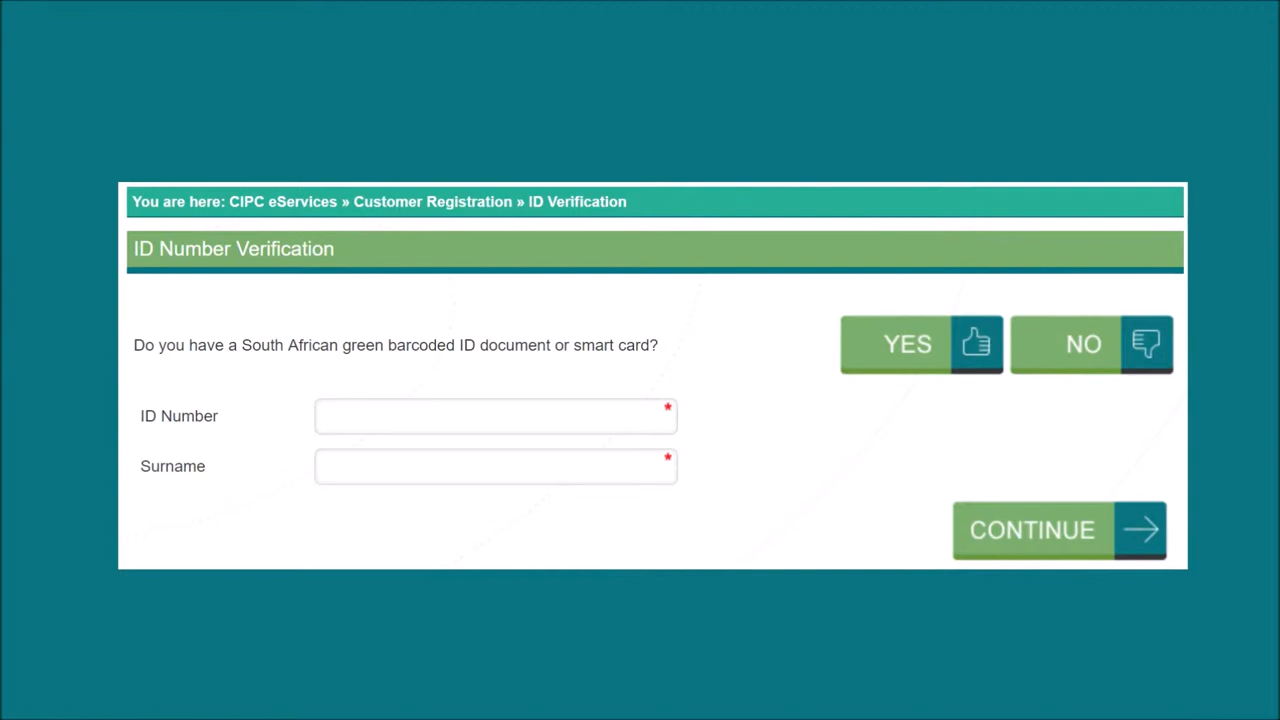 You are here: CIPC eServices » Customer Registration » ID Verification
ID Number Verification
Do you have a South African green barcoded ID document or smart card?
YES
NO
ID Number
*
Surname
*
CONTINUE